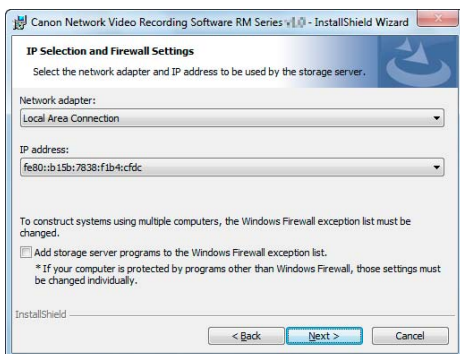 Canon Network Video Recording Software RM Series v1.0 - InstallShield Wizard
IP Selection and Firewall Settings
Select the network adapter and IP address to be used by the storage server.
Network adapter:
Local Area Connection
IP address:
fe80::b15b:7838:f1b4:cfdc
To construct systems using multiple computers, the Windows Firewall exception list must be
changed.
Add storage server programs to the Windows Firewall exception list.
* If your computer is protected by programs other than Windows Firewall, those settings must
be changed individually.
InstallShield
< Back
Next >
Cancel